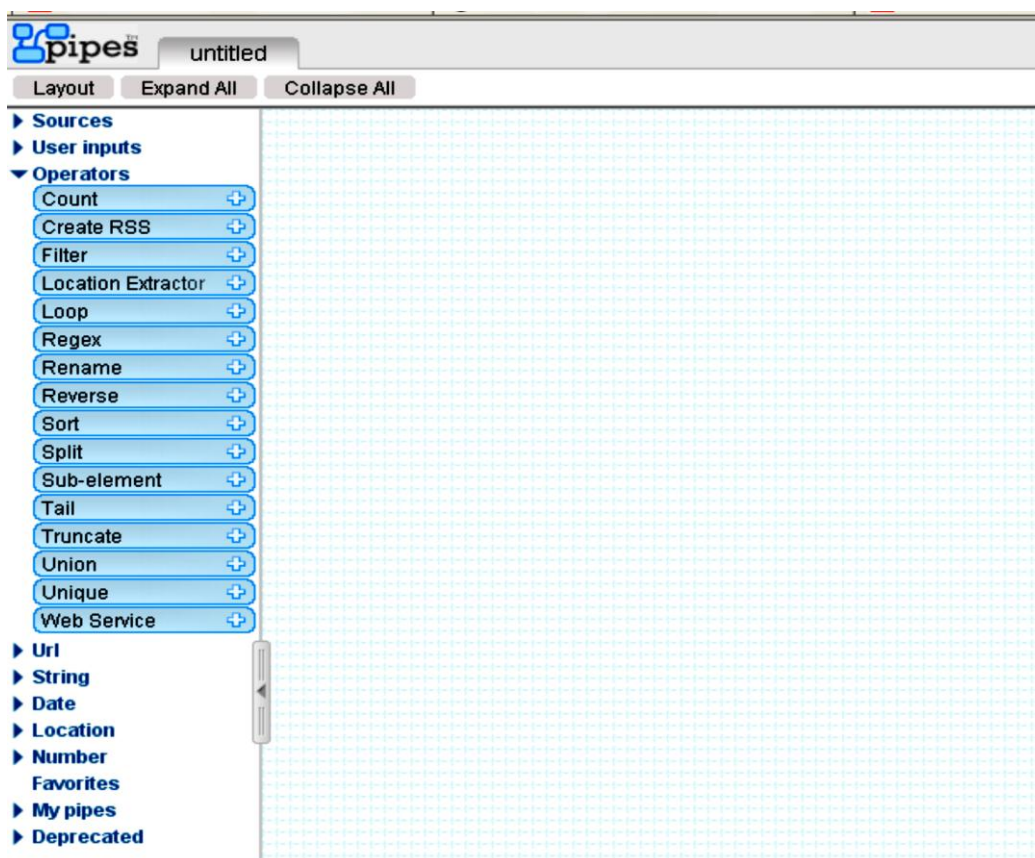 pipes™ untitled
Layout Expand All Collapse All
Sources
User inputs
Operators
Count
Create RSS
Filter
Location Extractor
Loop
Regex
Rename
Reverse
Sort
Split
Sub-element
Tail
Truncate
Union
Unique
Web Service
Url
String
Date
Location
Number
Favorites
My pipes
Deprecated